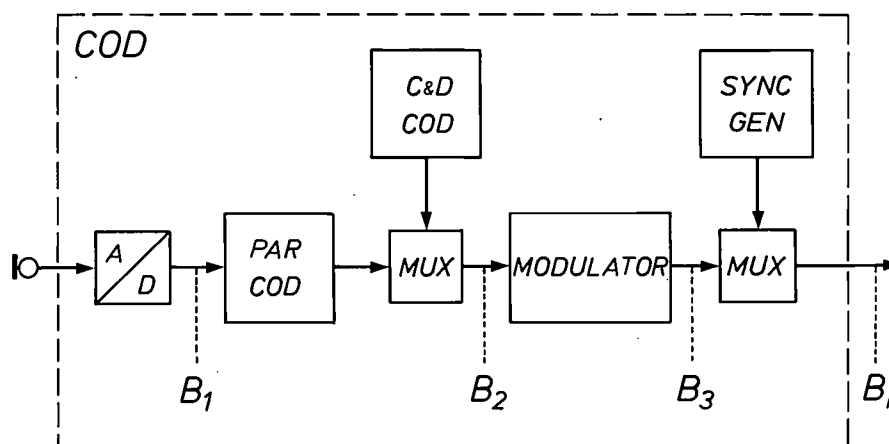 COD
C&D
COD
SYNC
GEN
A
D
PAR
COD
MUX
MODULATOR
MUX
B1
B2
B3